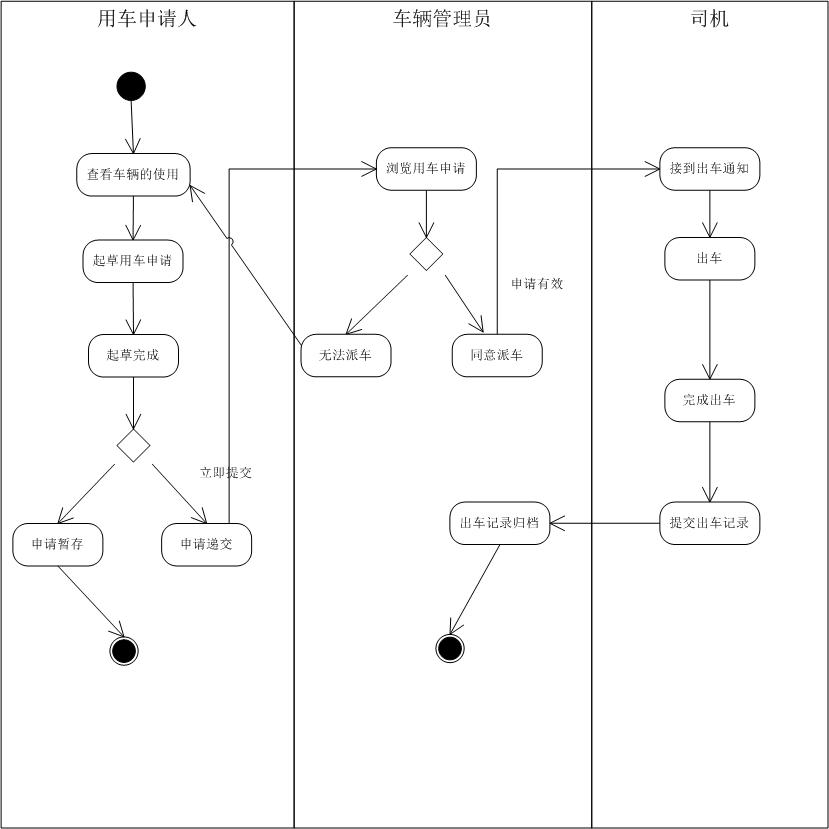 用车申请人
车辆管理员
司机
查看车辆的使用
浏览用车申请
接到出车通知
起草用车申请
出车
申请有效
起草完成
无法派车
同意派车
完成出车
立即提交
申请暂存
申请递交
出车记录归档
提交出车记录